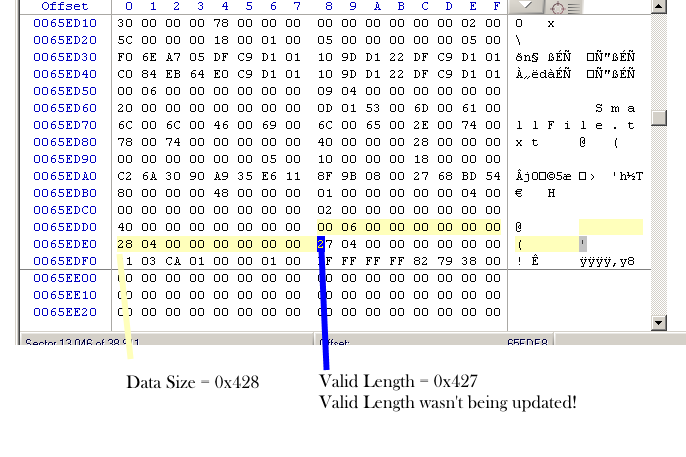 Offset 0 1 2 3 4 5 6 7 8 9 A B C D E F
0065ED10 30 00 00 00 78 00 00 00 00 00 00 00 00 00 02 00 0 x
0065ED20 5C 00 00 00 18 00 01 00 05 00 00 00 00 00 05 00 \
0065ED30 F0 6E A7 05 DF C9 D1 01 10 9D D1 22 DF C9 D1 01 ðn§ ßÉÑ □Ñ"ßÉÑ
0065ED40 C0 84 EB 64 E0 C9 D1 01 10 9D D1 22 DF C9 D1 01 À„ëdàÉÑ □Ñ"ßÉÑ
0065ED50 00 06 00 00 00 00 00 00 09 04 00 00 00 00 00 00
0065ED60 20 00 00 00 00 00 00 00 0D 01 53 00 6D 00 61 00 S m a
0065ED70 6C 00 6C 00 46 00 69 00 6C 00 65 00 2E 00 74 00 l l F i l e . t
0065ED80 78 00 74 00 00 00 00 00 40 00 00 00 28 00 00 00 x t @ (
0065ED90 00 00 00 00 00 00 05 00 10 00 00 00 18 00 00 00
0065EDA0 C2 6A 30 90 A9 35 E6 11 8F 9B 08 00 27 68 BD 54 Âj0□©5æ □› 'h½T
0065EDB0 80 00 00 00 48 00 00 00 01 00 00 00 00 00 04 00 € H
0065EDC0 00 00 00 00 00 00 00 00 02 00 00 00 00 00 00 00
0065EDD0 40 00 00 00 00 00 00 00 00 06 00 00 00 00 00 00 @
0065EDE0 28 04 00 00 00 00 00 00 27 04 00 00 00 00 00 00 ( '
0065EDF0 21 03 CA 01 00 00 01 00 FF FF FF FF 82 79 38 00 ! Ê ÿÿÿÿ‚y8
0065EE00 00 00 00 00 00 00 00 00 00 00 00 00 00 00 00 00
0065EE10 00 00 00 00 00 00 00 00 00 00 00 00 00 00 00 00
0065EE20 00 00 00 00 00 00 00 00 00 00 00 00 00 00 00 00
Sector 13,046 of Offset: 65EDE8
Data Size = 0x428
Valid Length = 0x427
Valid Length wasn't being updated!